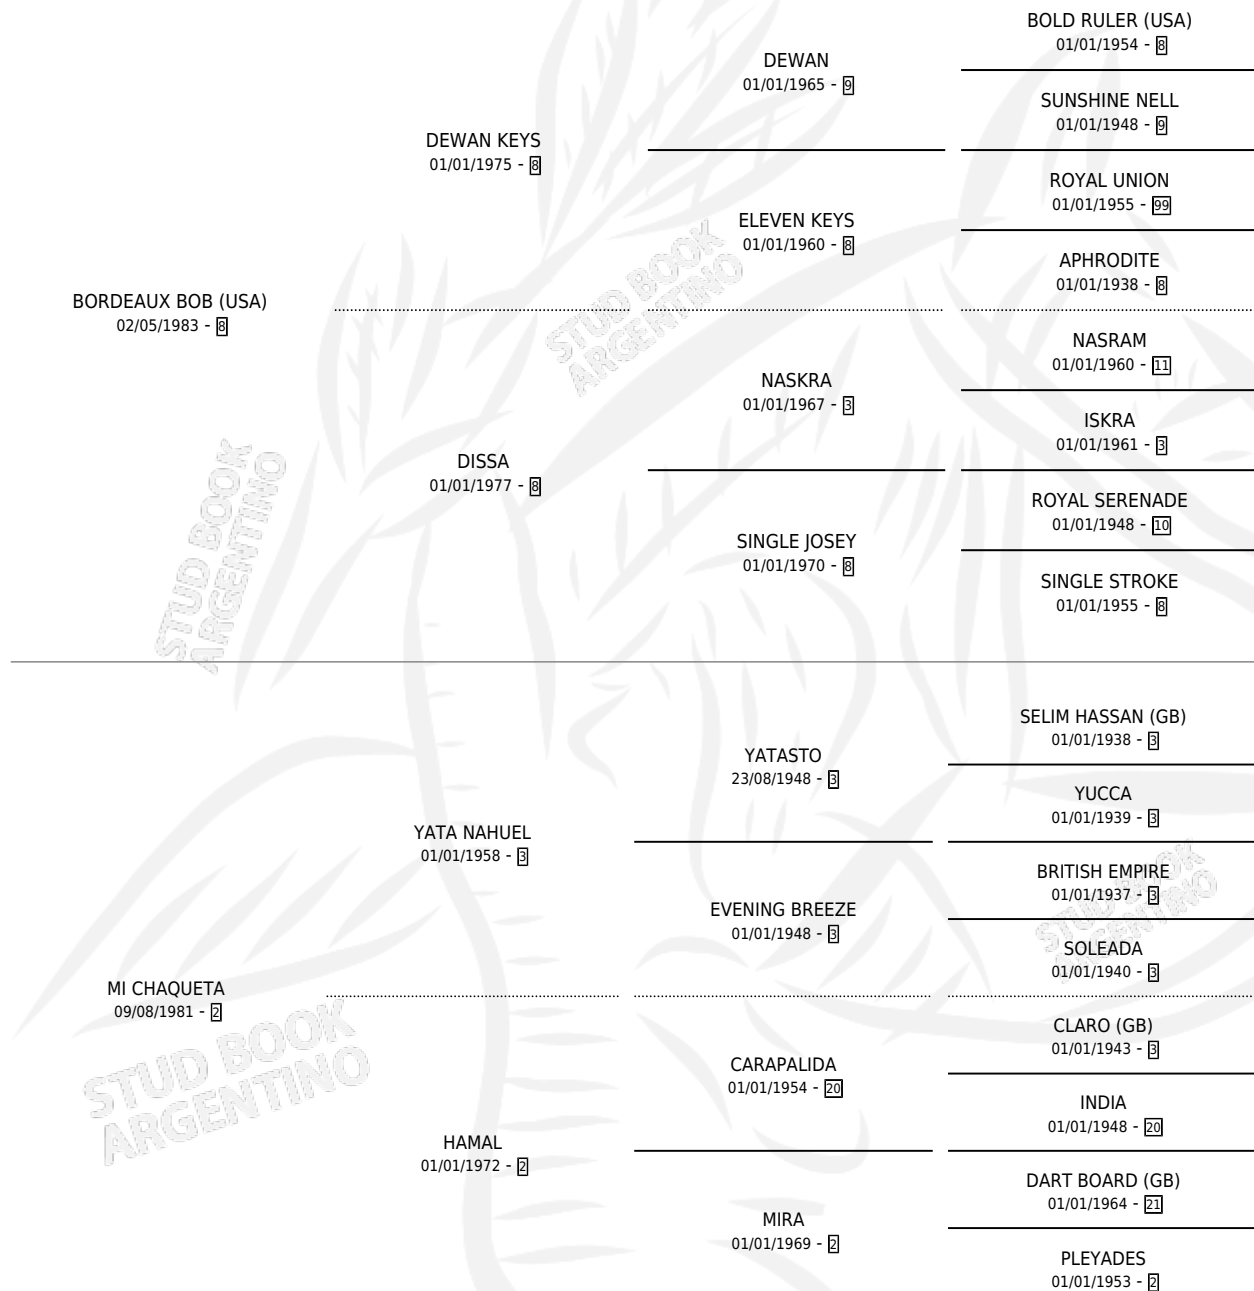 BOLD RULER (USA)
01/01/1954 - 8
DEWAN
01/01/1965 - 9
SUNSHINE NELL
01/01/1948 - 9
DEWAN KEYS
01/01/1975 - 8
ROYAL UNION
01/01/1955 - 99
ELEVEN KEYS
01/01/1960 - 8
APHRODITE
01/01/1938 - 8
BORDEAUX BOB (USA)
02/05/1983 - 8
NASRAM
01/01/1960 - 11
NASKRA
01/01/1967 - 3
ISKRA
01/01/1961 - 3
DISSA
01/01/1977 - 8
ROYAL SERENADE
01/01/1948 - 10
SINGLE JOSEY
01/01/1970 - 8
SINGLE STROKE
01/01/1955 - 8
STUD BOOK
ARGENTINO
STUD BOOK
ARGENTINO
SELIM HASSAN (GB)
01/01/1938 - 3
YATASTO
23/08/1948 - 3
YUCCA
01/01/1939 - 3
YATA NAHUEL
01/01/1958 - 3
BRITISH EMPIRE
01/01/1937 - 3
EVENING BREEZE
01/01/1948 - 3
SOLEADA
01/01/1940 - 3
STUD BOOK
ARGENTINO
MI CHAQUETA
09/08/1981 - 2
CLARO (GB)
01/01/1943 - 3
CARAPALIDA
01/01/1954 - 20
INDIA
01/01/1948 - 20
HAMAL
01/01/1972 - 2
DART BOARD (GB)
01/01/1964 - 21
MIRA
01/01/1969 - 2
PLEYADES
01/01/1953 - 2
STUD BOOK
ARGENTINO